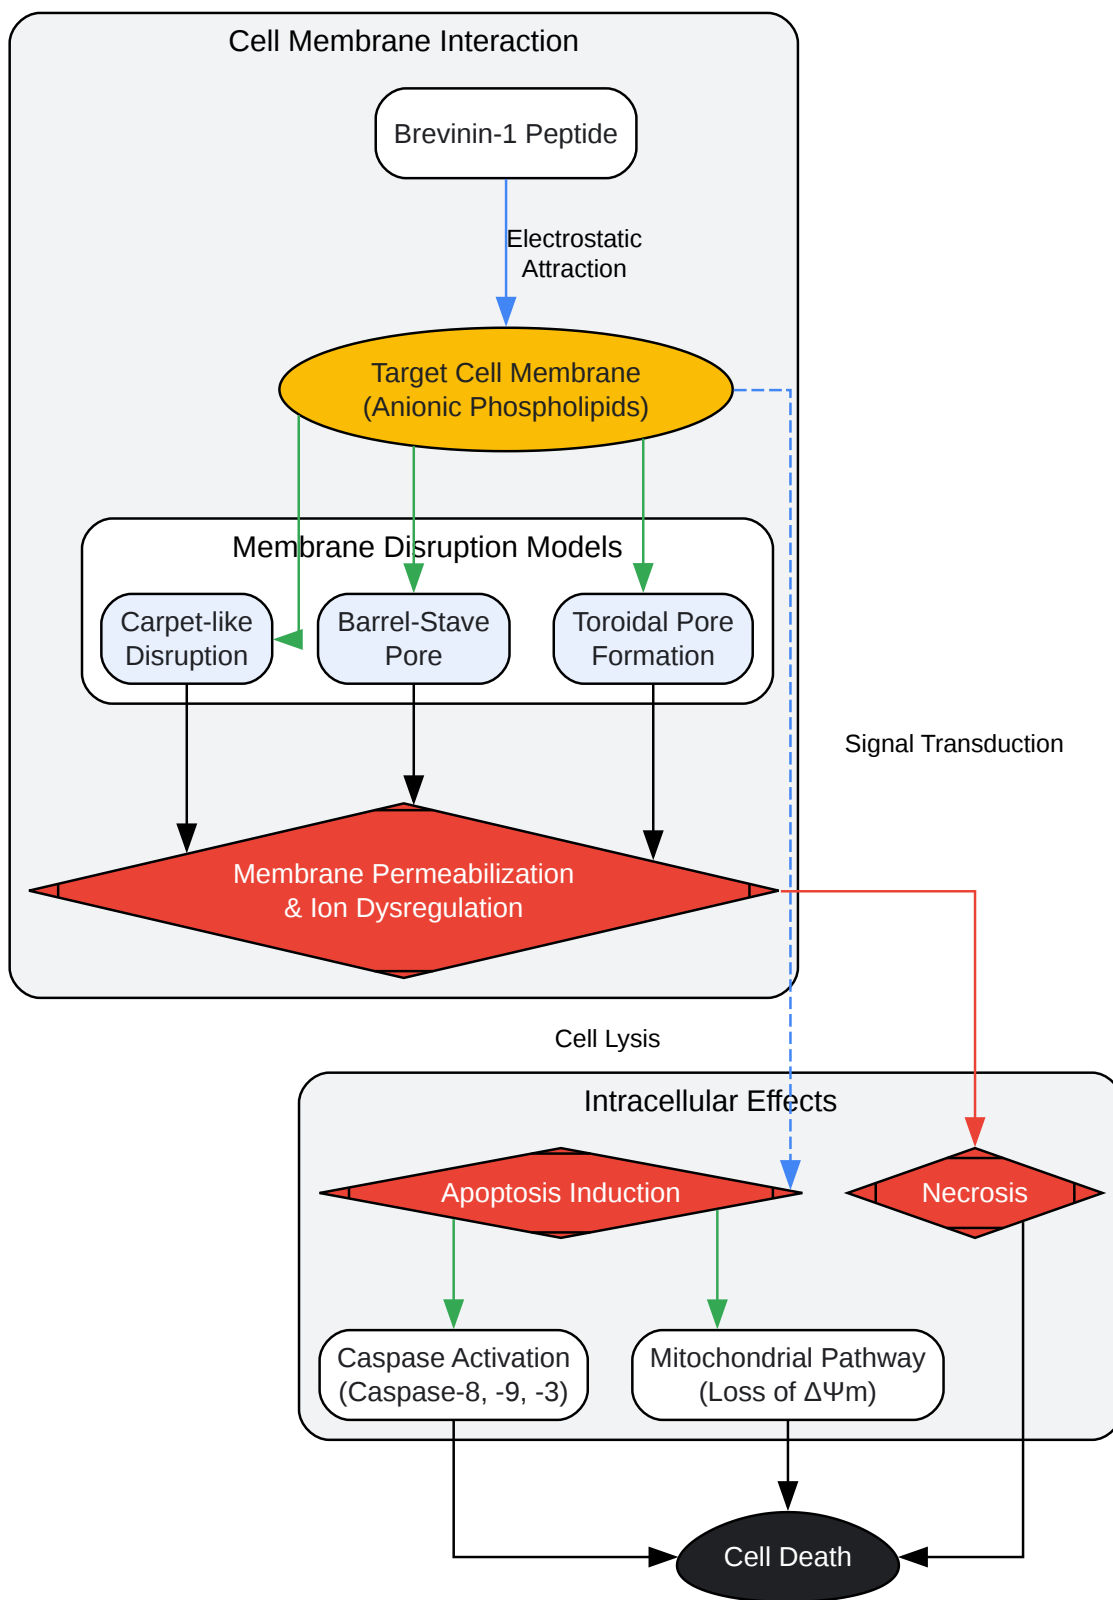 Cell Membrane Interaction
Brevinin-1 Peptide
Electrostatic
Attraction
Target Cell Membrane
(Anionic Phospholipids)
Membrane Disruption Models
Carpet-like
Disruption
Barrel-Stave
Pore
Toroidal Pore
Formation
Signal Transduction
Membrane Permeabilization
& Ion Dysregulation
Cell Lysis
Intracellular Effects
Apoptosis Induction
Necrosis
Caspase Activation
(Caspase-8, -9, -3)
Mitochondrial Pathway
(Loss of ΔΨm)
Cell Death